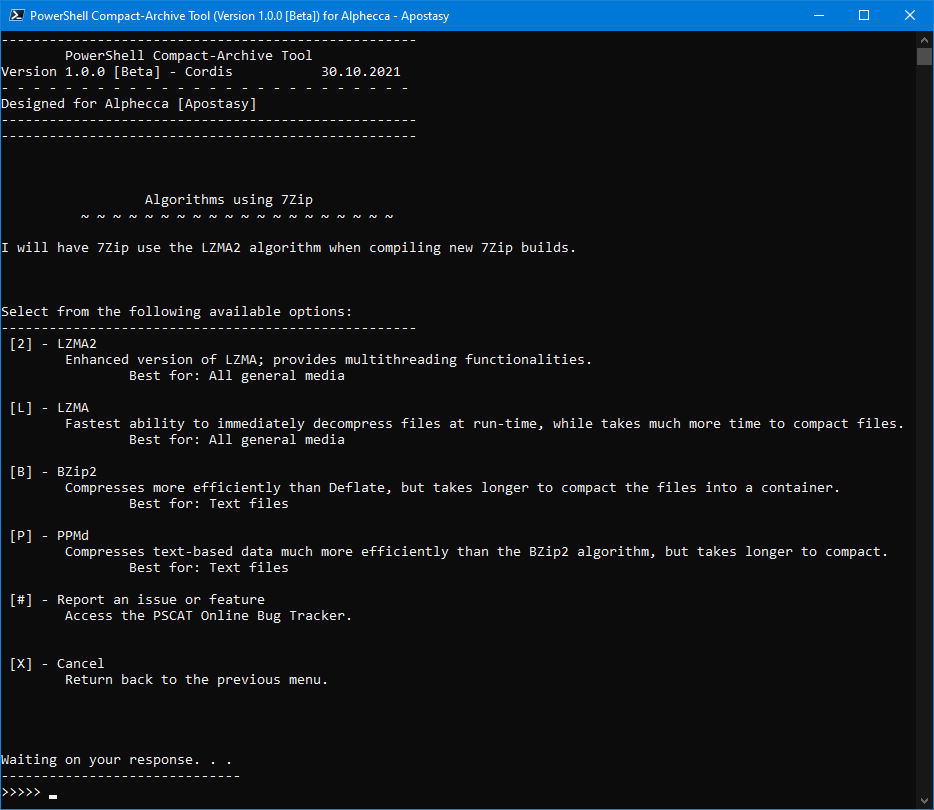 PowerShell Compact-Archive Tool (Version 1.0.0 [Beta]) for Alphecca - Apostasy
----------------------------------------------------
PowerShell Compact-Archive Tool
Version 1.0.0 [Beta] - Cordis 30.10.2021
- - - - - - - - - - - - - - - - - - - - - - - - - -
Designed for Alphecca [Apostasy]
----------------------------------------------------
----------------------------------------------------
Algorithms using 7Zip
~ ~ ~ ~ ~ ~ ~ ~ ~ ~ ~ ~ ~ ~ ~ ~ ~ ~ ~ ~
I will have 7Zip use the LZMA2 algorithm when compiling new 7Zip builds.
Select from the following available options:
----------------------------------------------------
[2] - LZMA2
Enhanced version of LZMA; provides multithreading functionalities.
Best for: All general media
[L] - LZMA
Fastest ability to immediately decompress files at run-time, while takes much more time to compact files.
Best for: All general media
[B] - BZip2
Compresses more efficiently than Deflate, but takes longer to compact the files into a container.
Best for: Text files
[P] - PPMd
Compresses text-based data much more efficiently than the BZip2 algorithm, but takes longer to compact.
Best for: Text files
[#] - Report an issue or feature
Access the PSCAT Online Bug Tracker.
[X] - Cancel
Return back to the previous menu.
Waiting on your response. . .
------------------------------
>>>>> _